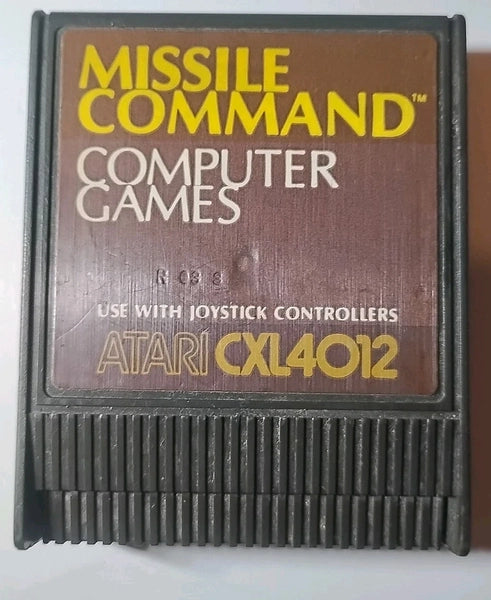 MISSILE
COMMAND™
COMPUTER
GAMES
USE WITH JOYSTICK CONTROLLERS
ATARI CXL4012